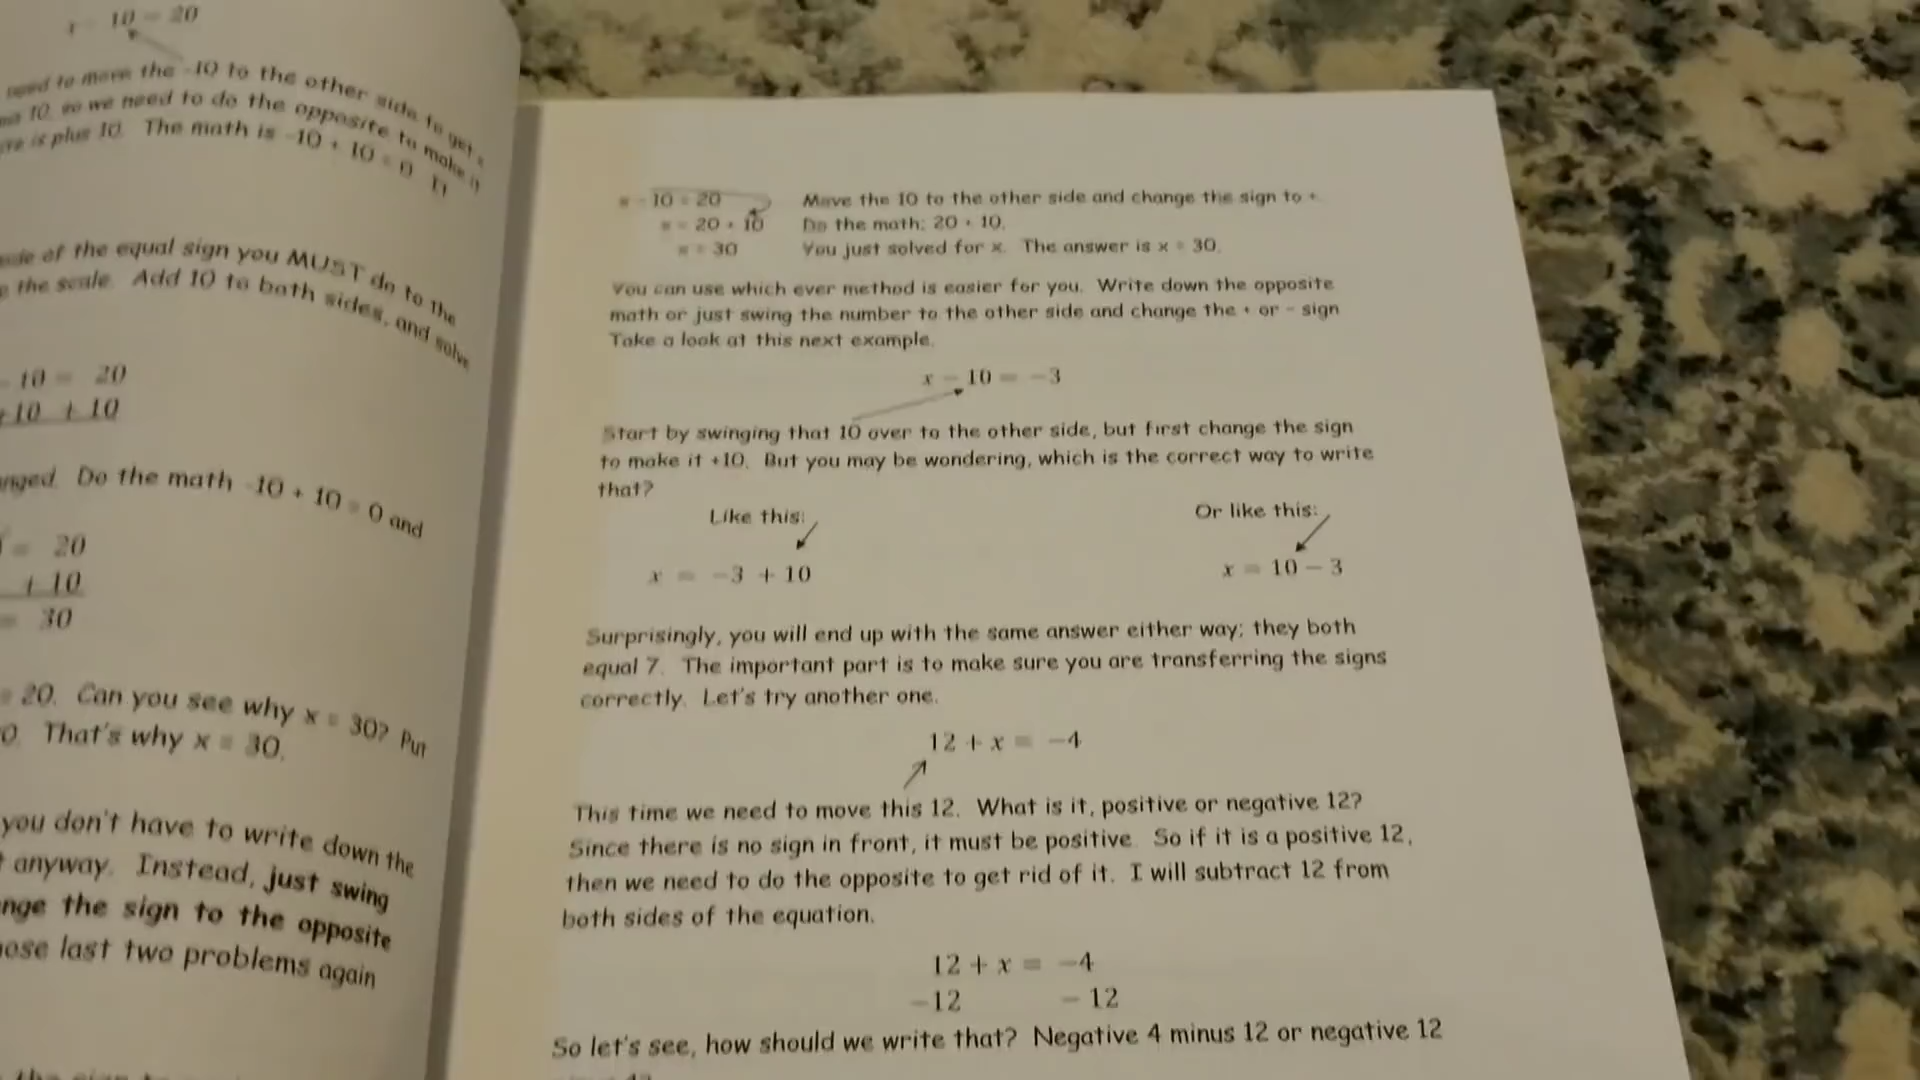 x - 10 = 20
need to move the -10 to the other side to get
10, so we need to do the opposite to make it
is plus 10. The math is -10 + 10 = 0. It
side of the equal sign you MUST do to the
the scale. Add 10 to both sides, and solve
- 10 = 20
+10 + 10
Do the math -10 + 10 = 0 and
= 20
+ 10
= 30
= 20. Can you see why x = 30? Put
That's why x = 30.
you don't have to write down the
anyway. Instead, just swing
the sign to the opposite
last two problems again
x - 10 = 20 Move the 10 to the other side and change the sign to +.
x = 20 + 10 Do the math: 20 + 10.
x = 30 You just solved for x. The answer is x = 30.
You can use which ever method is easier for you. Write down the opposite
math or just swing the number to the other side and change the + or - sign
Take a look at this next example.
x - 10 = -3
Start by swinging that 10 over to the other side, but first change the sign
to make it +10. But you may be wondering, which is the correct way to write
that?
Like this: Or like this:
x = -3 + 10 x = 10 - 3
Surprisingly, you will end up with the same answer either way; they both
equal 7. The important part is to make sure you are transferring the signs
correctly. Let's try another one.
12 + x = -4
This time we need to move this 12. What is it, positive or negative 12?
Since there is no sign in front, it must be positive. So if it is a positive 12,
then we need to do the opposite to get rid of it. I will subtract 12 from
both sides of the equation.
12 + x = -4
-12 - 12
So let's see, how should we write that? Negative 4 minus 12 or negative 12